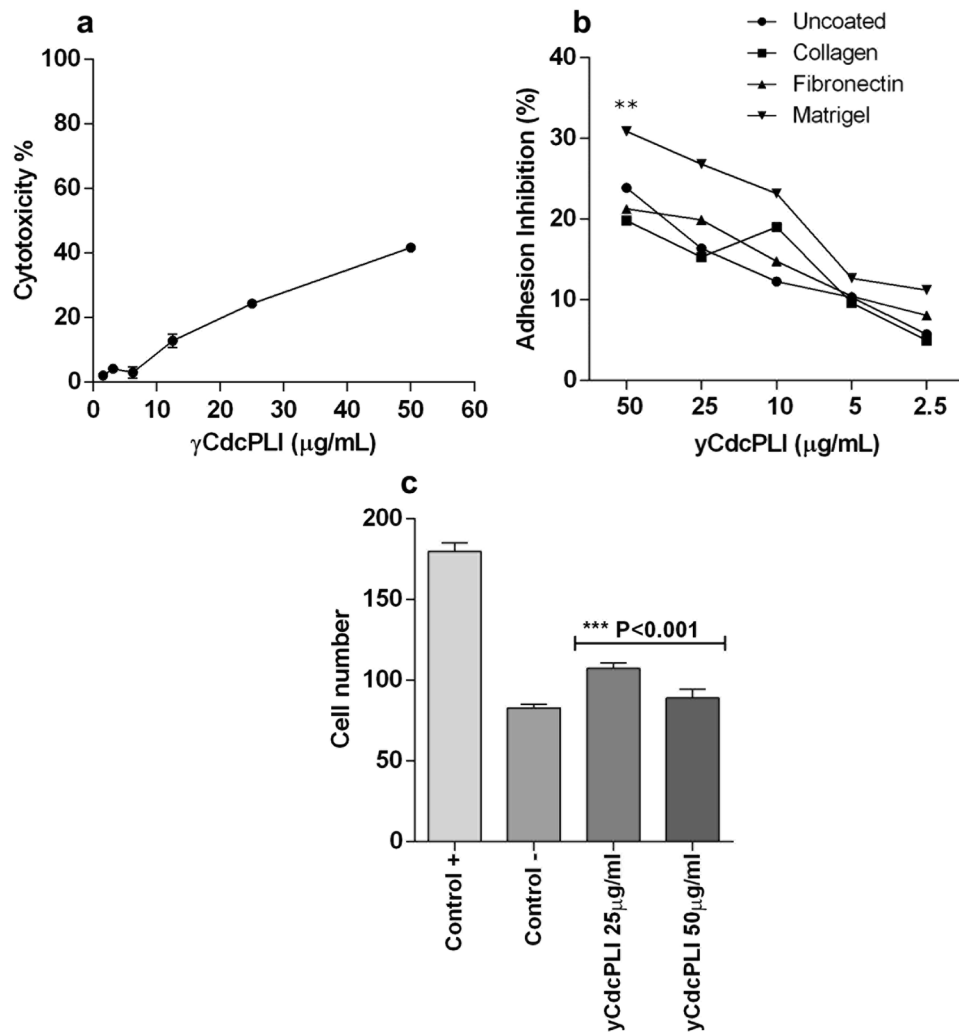 a
100
80
60
40
20
0
Cytotoxicity %
0 10 20 30 40 50 60
γCdcPLI (μg/mL)
b
Uncoated
Collagen
Fibronectin
Matrigel
40
30
20
10
0
**
Adhesion Inhibition (%)
50 25 10 5 2.5
yCdcPLI (μg/mL)
c
200
150
100
50
0
Cell number
*** P<0.001
Control +
Control -
yCdcPLI 25μg/ml
yCdcPLI 50μg/ml